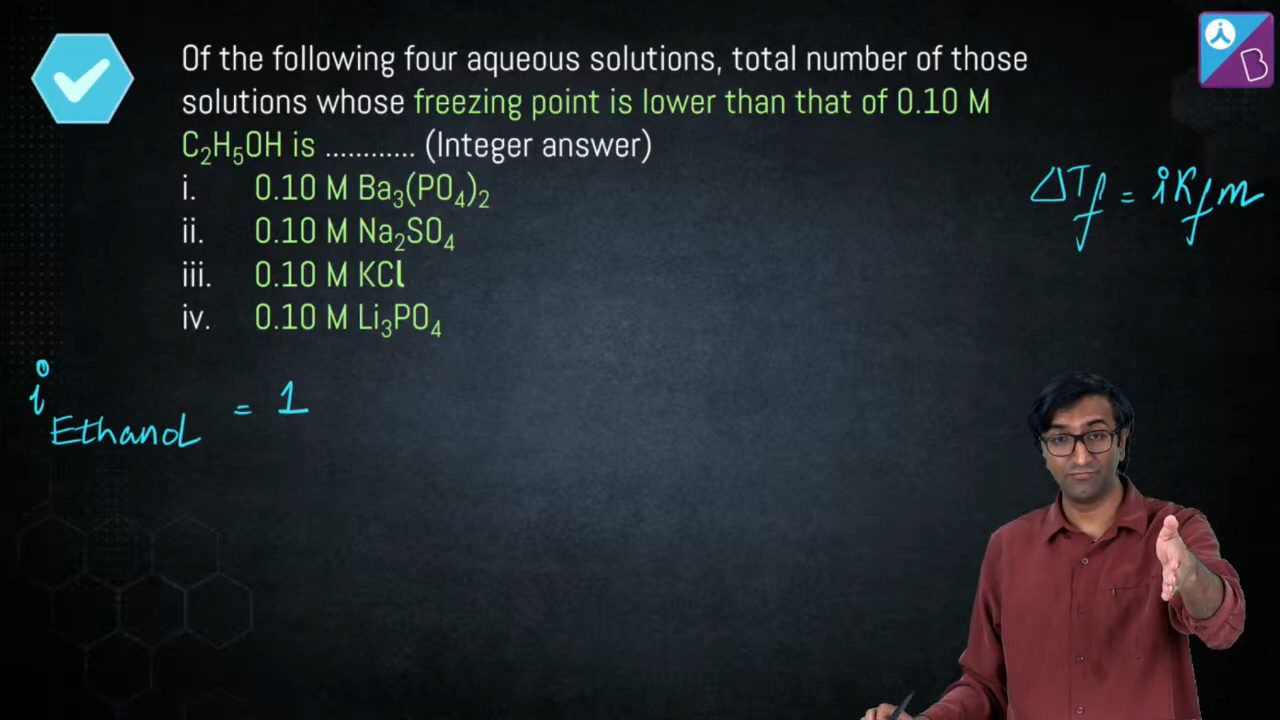 Of the following four aqueous solutions, total number of those
solutions whose freezing point is lower than that of 0.10 M
C₂H₅OH is ............ (Integer answer)
i. 0.10 M Ba₃(PO₄)₂
ii. 0.10 M Na₂SO₄
iii. 0.10 M KCl
iv. 0.10 M Li₃PO₄
ΔTf = iKfm
i Ethanol = 1
B